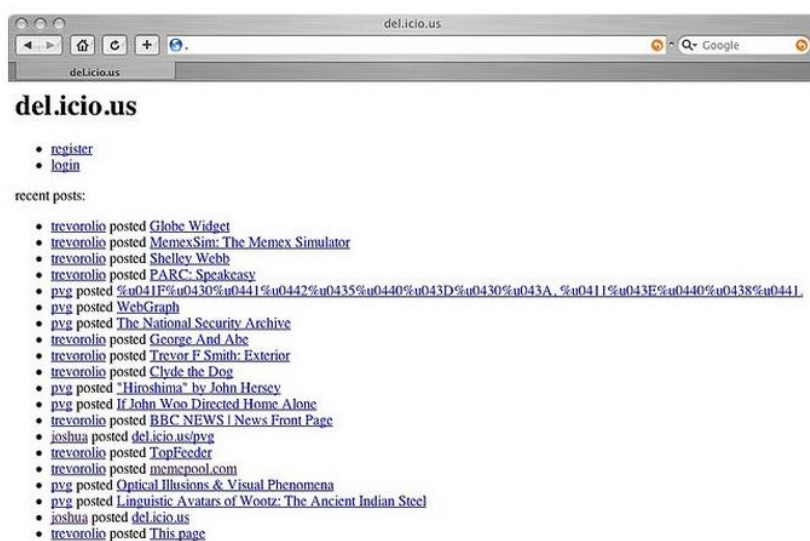 del.icio.us
Google
del.icio.us
del.icio.us
register
login
recent posts:
trevorolio posted Globe Widget
trevorolio posted MemexSim: The Memex Simulator
trevorolio posted Shelley Webb
trevorolio posted PARC: Speakeasy
pvg posted %u041F%u0430%u0441%u0442%u0435%u0440%u043D%u0430%u043A, %u0411%u043E%u0440%u0438%u0441.
pvg posted WebGraph
pvg posted The National Security Archive
trevorolio posted George And Abe
trevorolio posted Trevor F Smith: Exterior
trevorolio posted Clyde the Dog
pvg posted "Hiroshima" by John Hersey
pvg posted If John Woo Directed Home Alone
trevorolio posted BBC NEWS | News Front Page
joshua posted del.icio.us/pvg
trevorolio posted TopFeeder
trevorolio posted memepool.com
pvg posted Optical Illusions & Visual Phenomena
pvg posted Linguistic Avatars of Wootz: The Ancient Indian Steel
joshua posted del.icio.us
trevorolio posted This page